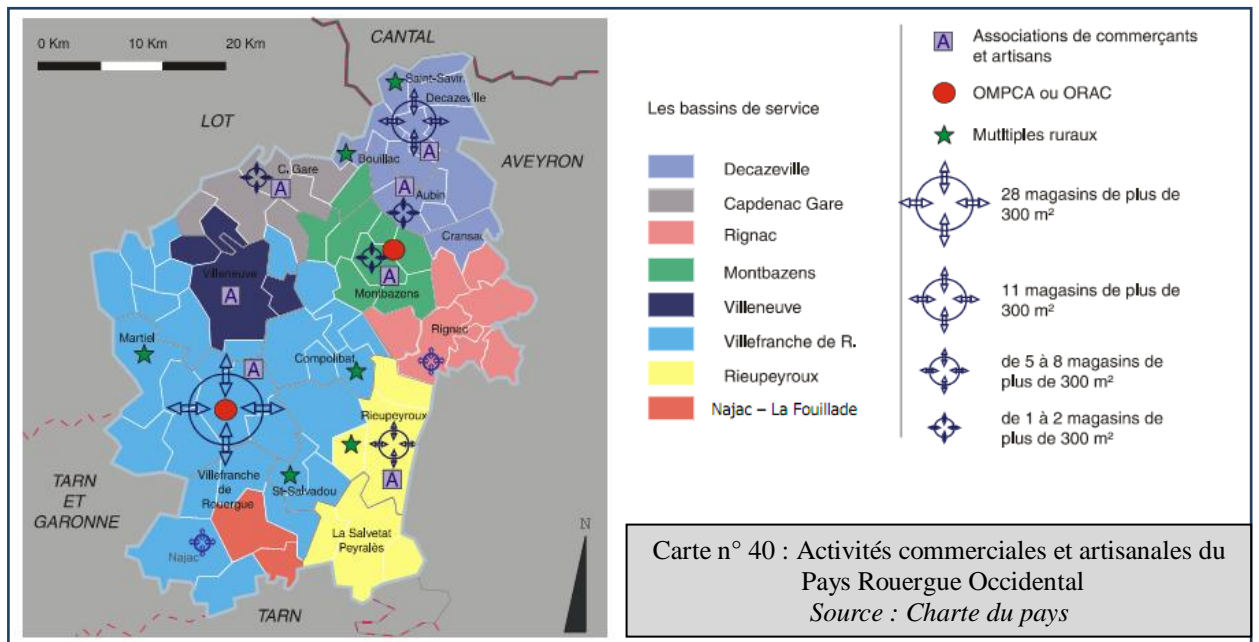 0 Km 10 Km 20 Km
CANTAL
Saint-Savir.
Decazeville
LOT
Bouillac
AVEYRON
C. Gare
A
A
A
Aubin
Cransac
Villeneuve
A
A
Montbazens
Martiel
Rignac
Compolibat
A
Rieupeyroux
A
Villefranche
de
Rouergue
St-Salvadou
TARN
ET
GARONNE
Najac
La Salvetat
Peyralès
TARN
N
Les bassins de service
Decazeville
Capdenac Gare
Rignac
Montbazens
Villeneuve
Villefranche de R.
Rieupeyroux
Najac – La Fouillade
A Associations de commerçants
et artisans
OMPCA ou ORAC
Mutltiples ruraux
28 magasins de plus de
300 m²
11 magasins de plus de
300 m²
de 5 à 8 magasins de
plus de 300 m²
de 1 à 2 magasins de
plus de 300 m²
Carte n° 40 : Activités commerciales et artisanales du
Pays Rouergue Occidental
Source : Charte du pays